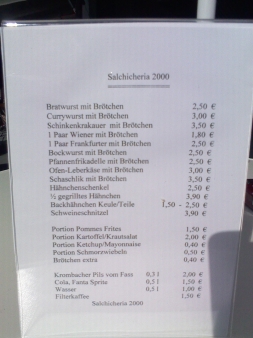 Salchicheria 2000
Bratwurst mit Brötchen 2,50 €
Currywurst mit Brötchen 3,00 €
Schinkenkrakauer mit Brötchen 3,50 €
1 Paar Wiener mit Brötchen 1,80 €
1 Paar Frankfurter mit Brötchen 2,50 €
Bockwurst mit Brötchen 2,50 €
Pfannenfrikadelle mit Brötchen 2,50 €
Ofen-Leberkäse mit Brötchen 3,00 €
Schaschlik mit Brötchen 3,50 €
Hähnchenschenkel 2,50 €
½ gegrilltes Hähnchen 3,90 €
Backhähnchen Keule/Teile 1,50 - 2,50 €
Schweineschnitzel 3,90 €
Portion Pommes Frites 1,50 €
Portion Kartoffel/Krautsalat 2,00 €
Portion Ketchup/Mayonnaise 0,40 €
Portion Schmorzwiebeln 0,50 €
Brötchen extra 0,40 €
Krombacher Pils vom Fass 0,3 l 2,00 €
Cola, Fanta Sprite 0,5 l 1,50 €
Wasser 0,5 l 1,00 €
Filterkaffee 1,50 €
Salchicheria 2000